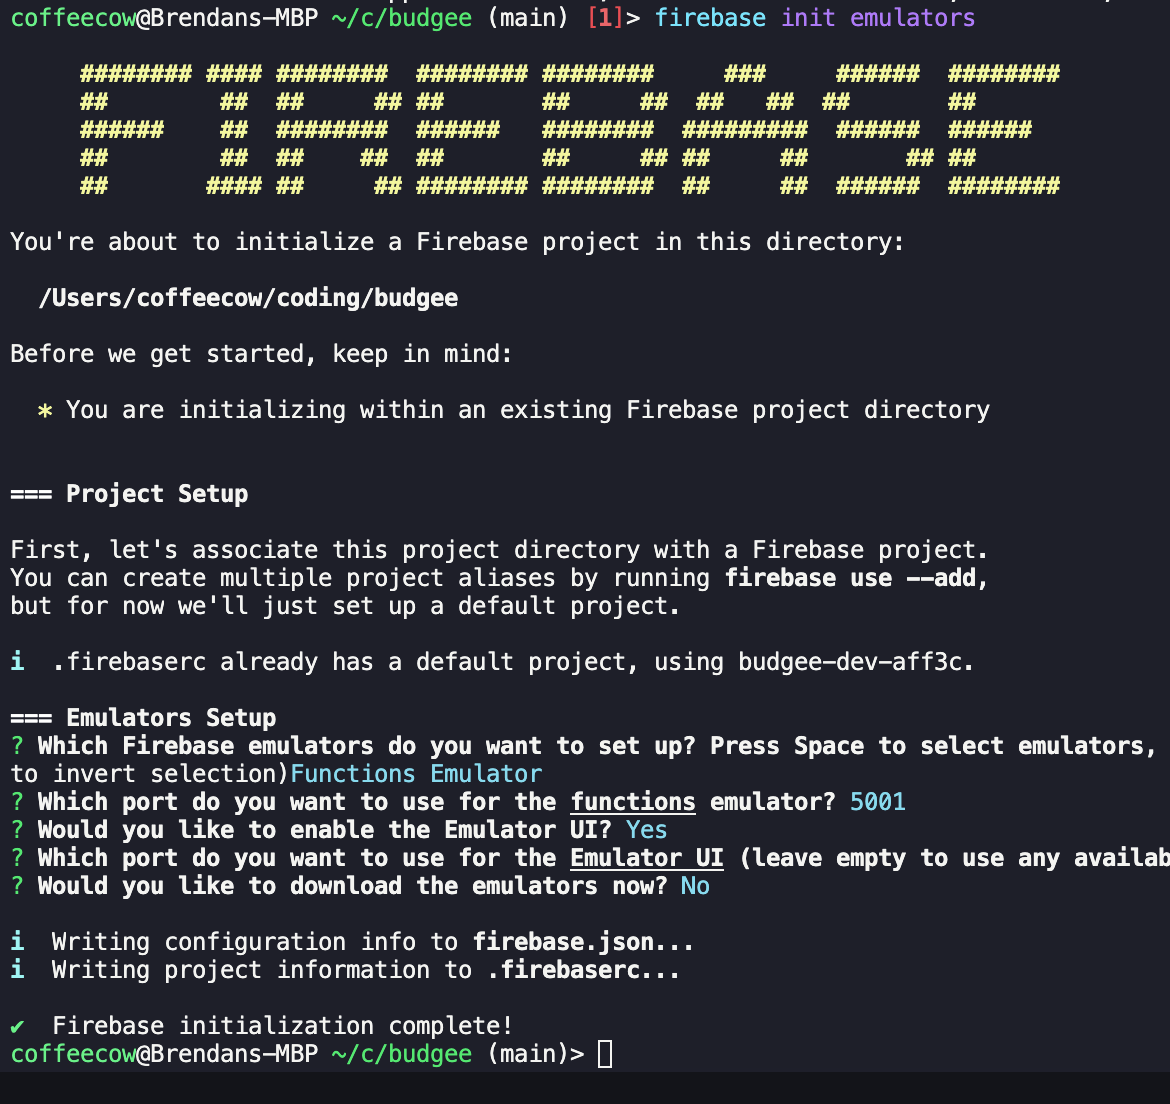 coffeecow@Brendans-MBP ~/c/budgee (main) [1]> firebase init emulators
######## #### ########  ######## ########     ###     ######  ########
##        ##  ##     ## ##       ##     ##  ##   ##  ##       ##
######    ##  ########  ######   ########  #########  ######  ######
##        ##  ##    ##  ##       ##     ## ##     ##       ## ##
##       #### ##     ## ######## ########  ##     ##  ######  ########
You're about to initialize a Firebase project in this directory:
/Users/coffeecow/coding/budgee
Before we get started, keep in mind:
* You are initializing within an existing Firebase project directory
=== Project Setup
First, let's associate this project directory with a Firebase project.
You can create multiple project aliases by running firebase use --add,
but for now we'll just set up a default project.
i .firebaserc already has a default project, using budgee-dev-aff3c.
=== Emulators Setup
? Which Firebase emulators do you want to set up? Press Space to select emulators,
to invert selection)Functions Emulator
? Which port do you want to use for the functions emulator? 5001
? Would you like to enable the Emulator UI? Yes
? Which port do you want to use for the Emulator UI (leave empty to use any availab
? Would you like to download the emulators now? No
i Writing configuration info to firebase.json...
i Writing project information to .firebaserc...
✔ Firebase initialization complete!
coffeecow@Brendans-MBP ~/c/budgee (main)>